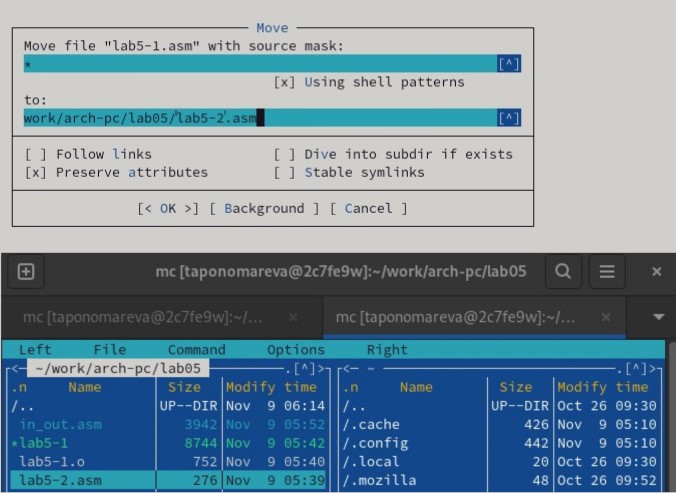 Move
Move file "lab5-1.asm" with source mask:
* [^]
[x] Using shell patterns
to:
work/arch-pc/lab05/'lab5-2'.asm [^]
[ ] Follow links [ ] Dive into subdir if exists
[x] Preserve attributes [ ] Stable symlinks
[< OK >] [ Background ] [ Cancel ]
mc [taponomareva@2c7fe9w]:~/work/arch-pc/lab05
mc [taponomareva@2c7fe9w]:~/... × mc [taponomareva@2c7fe9w]:~/... ×
Left File Command Options Right
<- ~/work/arch-pc/lab05 .[^]> <- ~ .[^]>
.n Name Size Modify time .n Name Size Modify time
/.. UP--DIR Nov 9 06:14 /.. UP--DIR Oct 26 09:30
in_out.asm 3942 Nov 9 05:52 /.cache 426 Nov 9 05:10
*lab5-1 8744 Nov 9 05:42 /.config 442 Nov 9 05:10
lab5-1.o 752 Nov 9 05:40 /.local 20 Oct 26 09:30
lab5-2.asm 276 Nov 9 05:39 /.mozilla 48 Oct 26 09:52